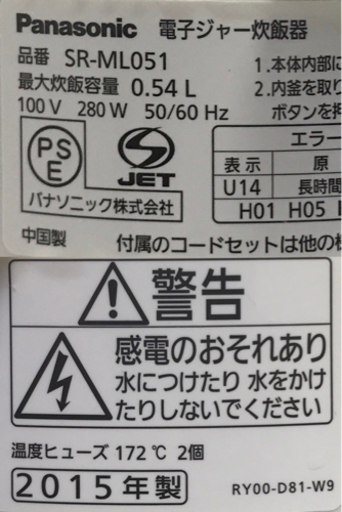 Panasonic 電子ジャー炊飯器
品番 SR-ML051
最大炊飯容量 0.54 L
100 V 280 W 50/60 Hz
1.本体内部に
2.内釜を取り
ボタンを押
PSE
S JET
パナソニック株式会社
中国製
エラー
表示 原
U14 長時間
H01 H05
付属のコードセットは他の
警告
感電のおそれあり
水につけたり 水をかけ
たりしないでください
温度ヒューズ 172℃ 2個
2015年製
RY00-D81-W9